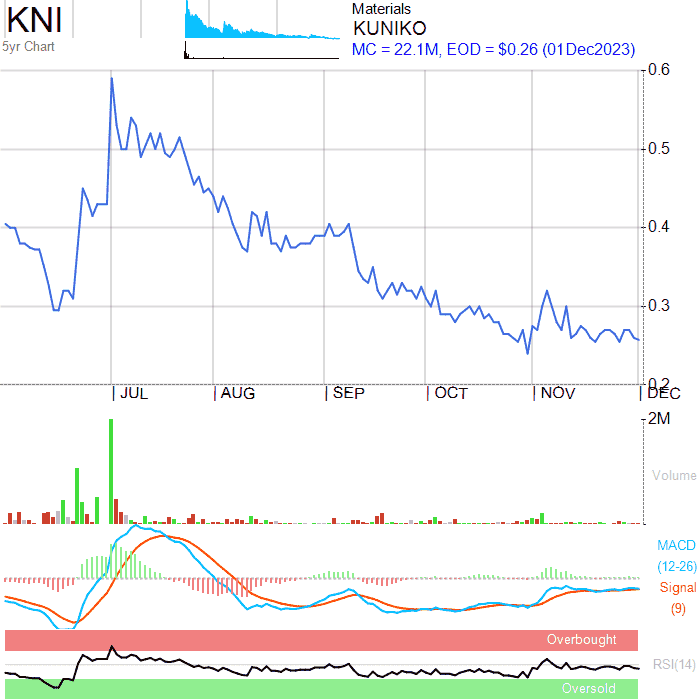 KNI
5yr Chart
Materials
KUNIKO
MC = 22.1M, EOD = $0.26 (01Dec2023)
0.6
0.5
0.4
0.3
0.2
JUL AUG SEP OCT NOV DEC
2M
Volume
MACD
(12-26)
Signal
(9)
Overbought
RSI(14)
Oversold